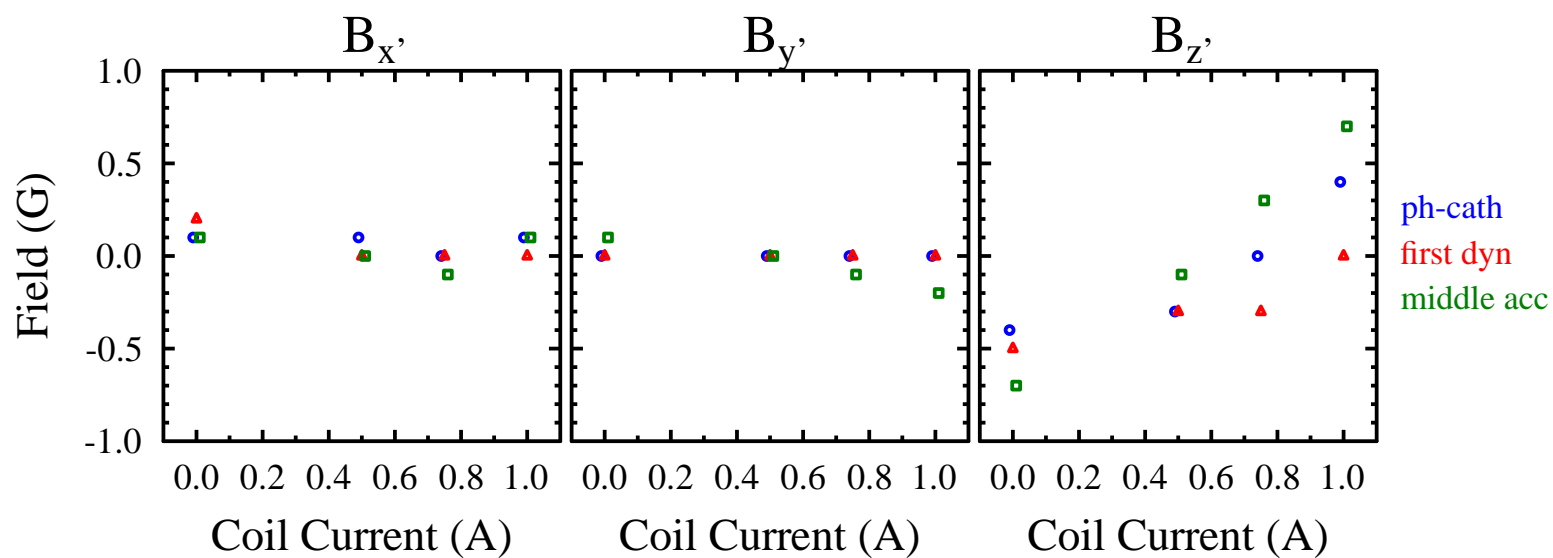 Bx’ By’ Bz’
1.0
0.5
0.0
-0.5
-1.0
Field (G)
0.0 0.2 0.4 0.6 0.8 1.0 0.0 0.2 0.4 0.6 0.8 1.0 0.0 0.2 0.4 0.6 0.8 1.0
Coil Current (A) Coil Current (A) Coil Current (A)
ph-cath
first dyn
middle acc